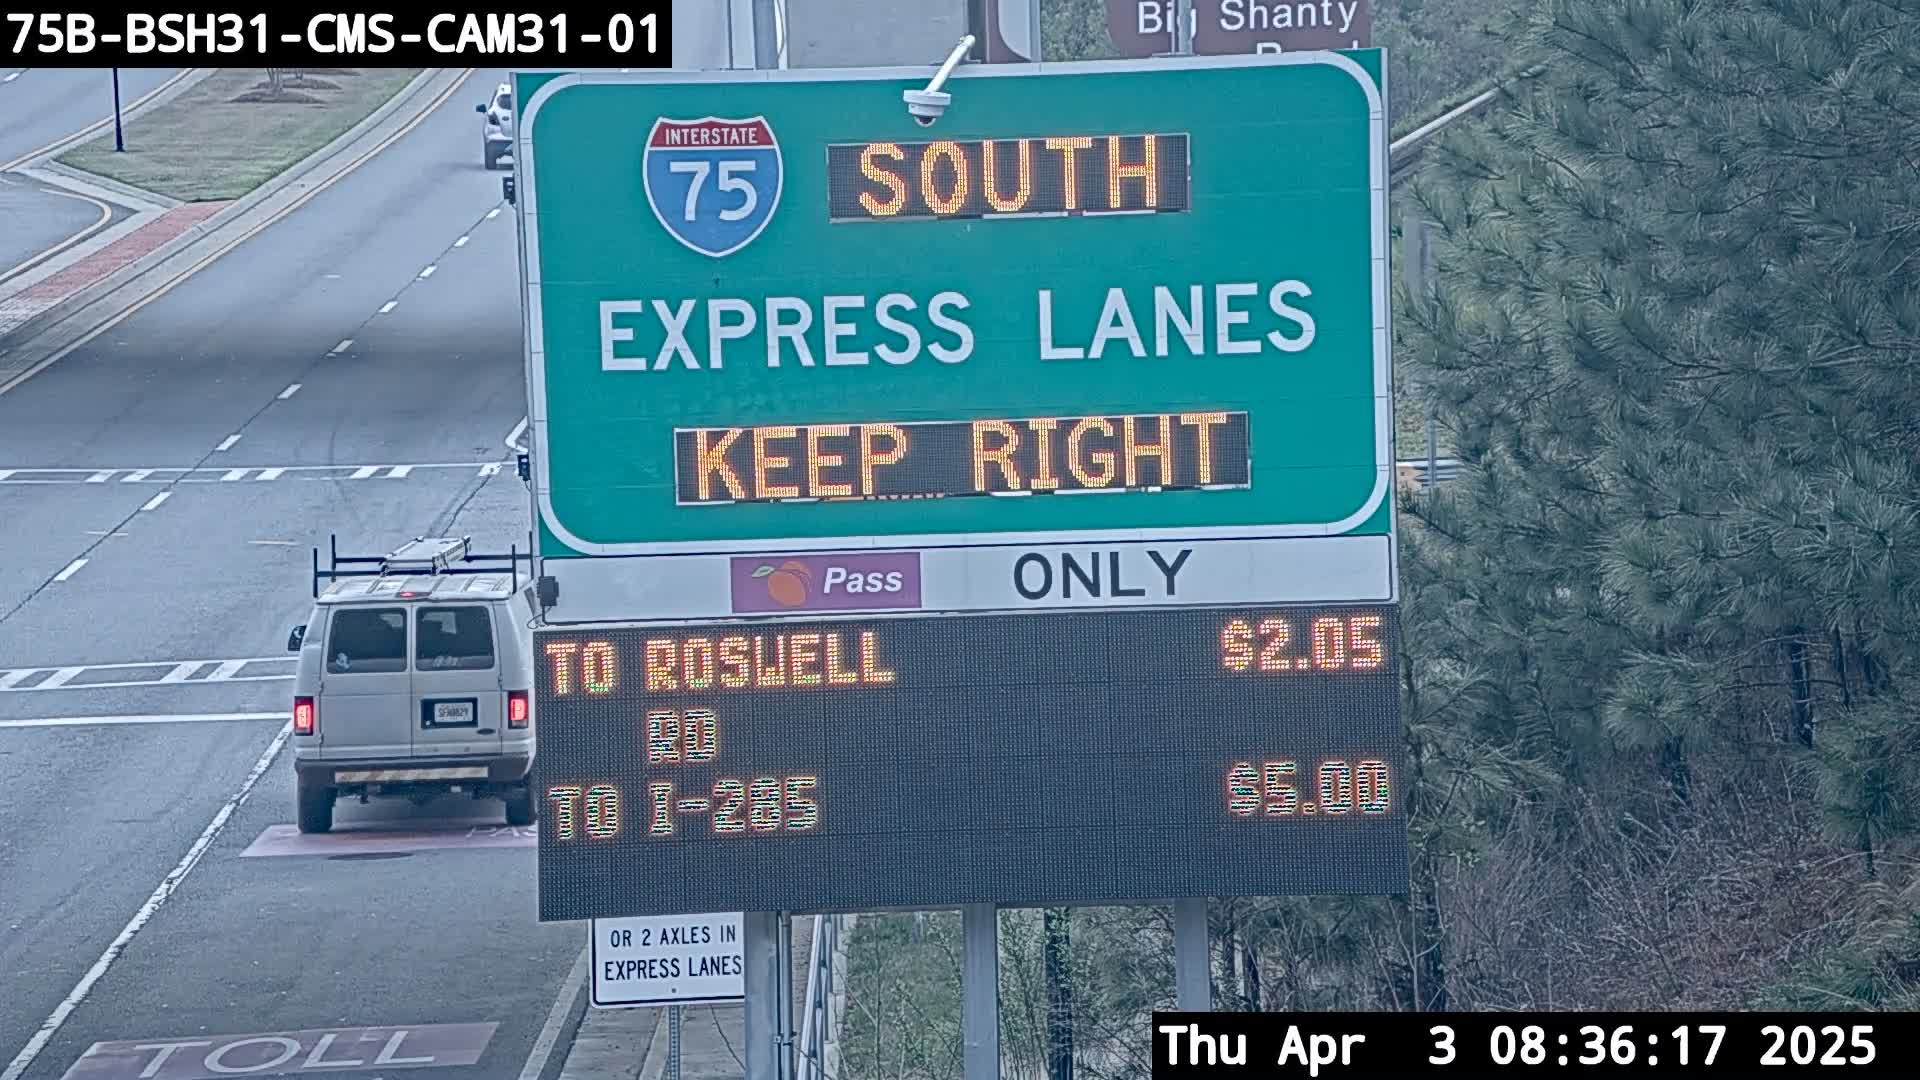 75B-BSH31-CMS-CAM31-01
Big Shanty
Road
INTERSTATE
75
SOUTH
EXPRESS LANES
KEEP RIGHT
Pass ONLY
TO ROSWELL $2.05
RD
TO I-285 $5.00
OR 2 AXLES IN
EXPRESS LANES
TOLL
Thu Apr 3 08:36:17 2025